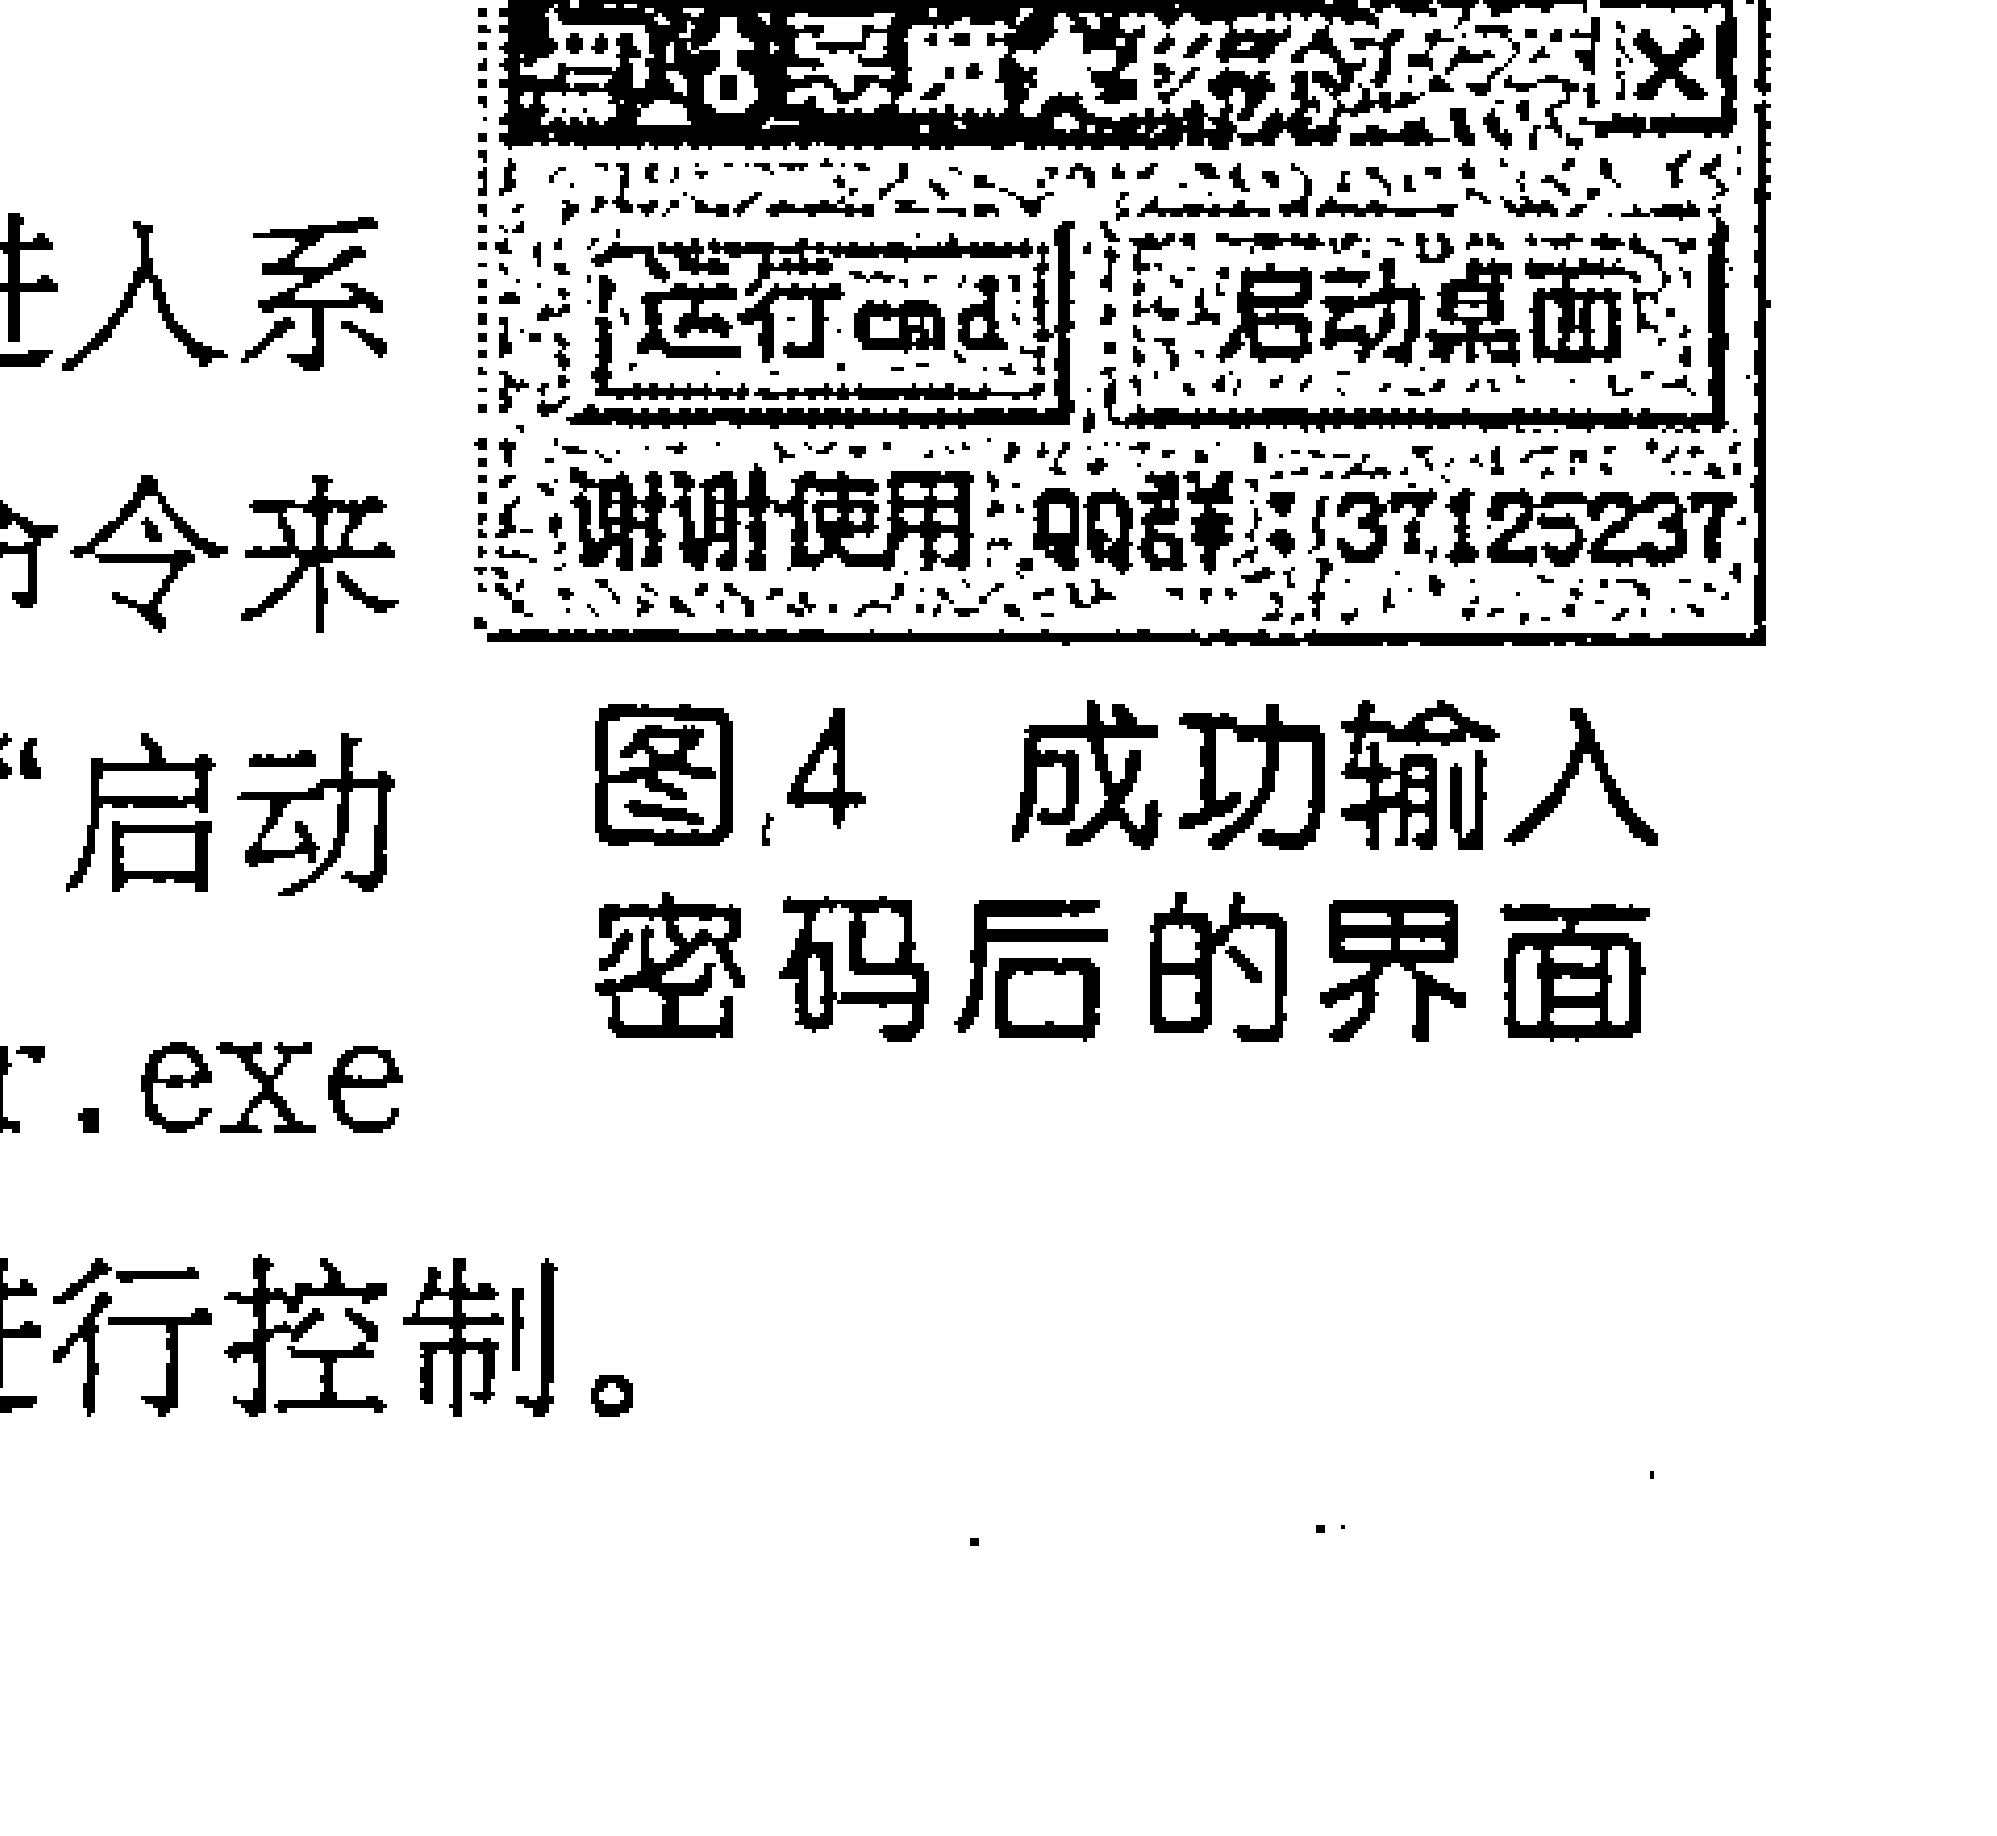 运行cmd 启动桌面
谢谢使用 QQ群:37125237
进入系
命令来
“启动
r.exe
进行控制。
图4 成功输入
密码后的界面